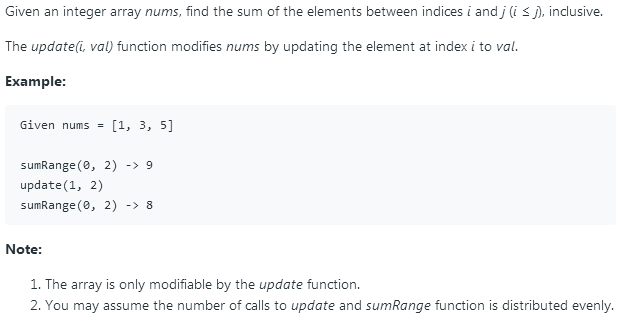 Given an integer array nums, find the sum of the elements between indices i and j (i ≤ j), inclusive.
The update(i, val) function modifies nums by updating the element at index i to val.
Example:
Given nums = [1, 3, 5]
sumRange(0, 2) -> 9
update(1, 2)
sumRange(0, 2) -> 8
Note:
1. The array is only modifiable by the update function.
2. You may assume the number of calls to update and sumRange function is distributed evenly.